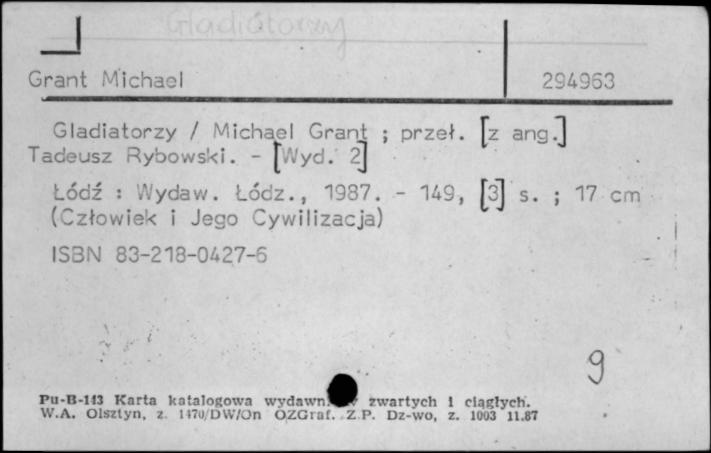 Gladiatorzy
Grant Michael 294963
Gladiatorzy / Michael Grant ; przeł. [z ang.]
Tadeusz Rybowski. - [Wyd. 2]
Łódź : Wydaw. Łódz., 1987. - 149, [3] s. ; 17 cm
(Człowiek i Jego Cywilizacja)
ISBN 83-218-0427-6
9
Pu-B-113 Karta katalogowa wydawn. zwartych i ciągłych.
W.A. Olsztyn, z. 1470/DW/On OZGraf. Z.P. Dz-wo, z. 1003 11.87